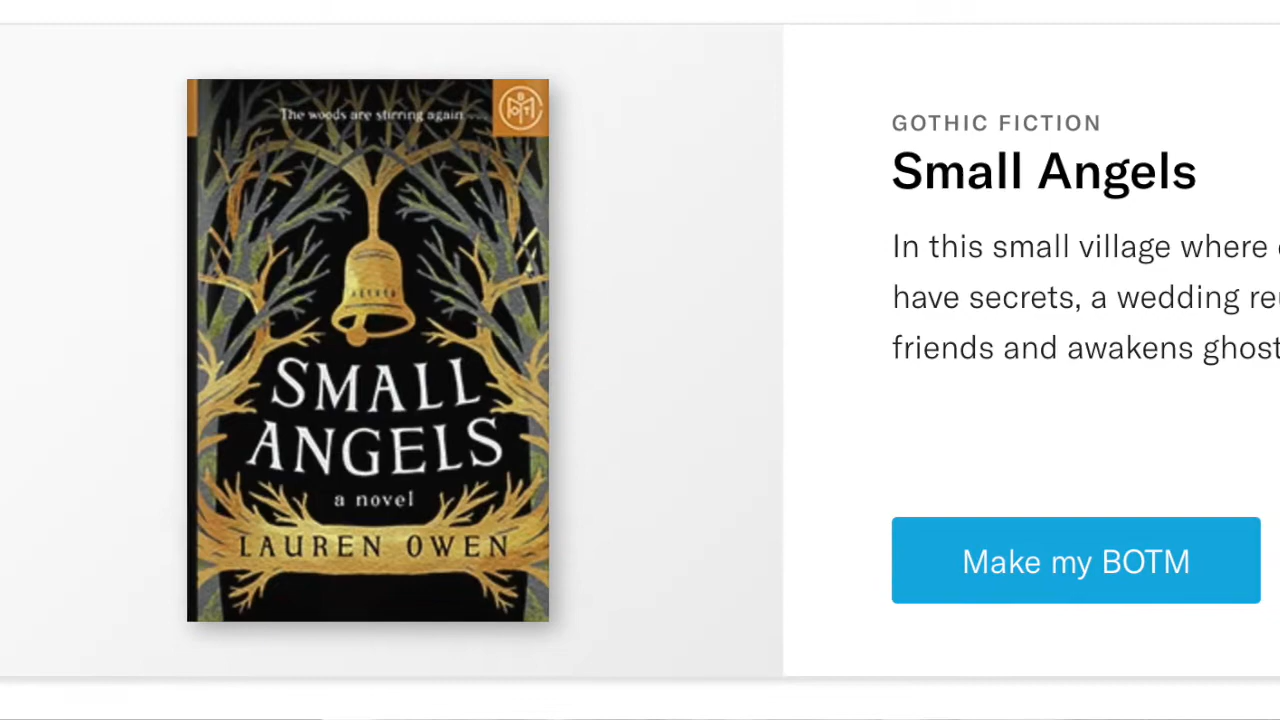 The woods are stirring again . . .
B
O T
M
SMALL
ANGELS
a novel
LAUREN OWEN
GOTHIC FICTION
Small Angels
In this small village where
have secrets, a wedding
friends and awakens
Make my BOTM